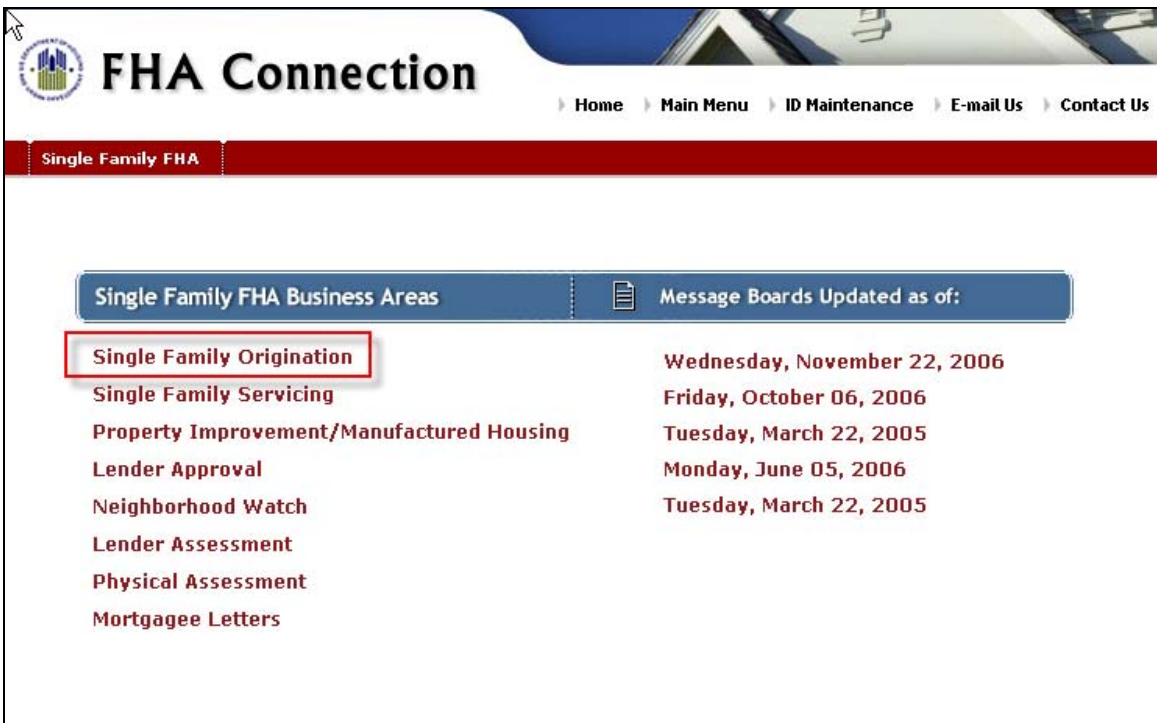 FHA Connection
Home Main Menu ID Maintenance E-mail Us Contact Us
Single Family FHA
Single Family FHA Business Areas Message Boards Updated as of:
Single Family Origination Wednesday, November 22, 2006
Single Family Servicing Friday, October 06, 2006
Property Improvement/Manufactured Housing Tuesday, March 22, 2005
Lender Approval Monday, June 05, 2006
Neighborhood Watch Tuesday, March 22, 2005
Lender Assessment
Physical Assessment
Mortgagee Letters